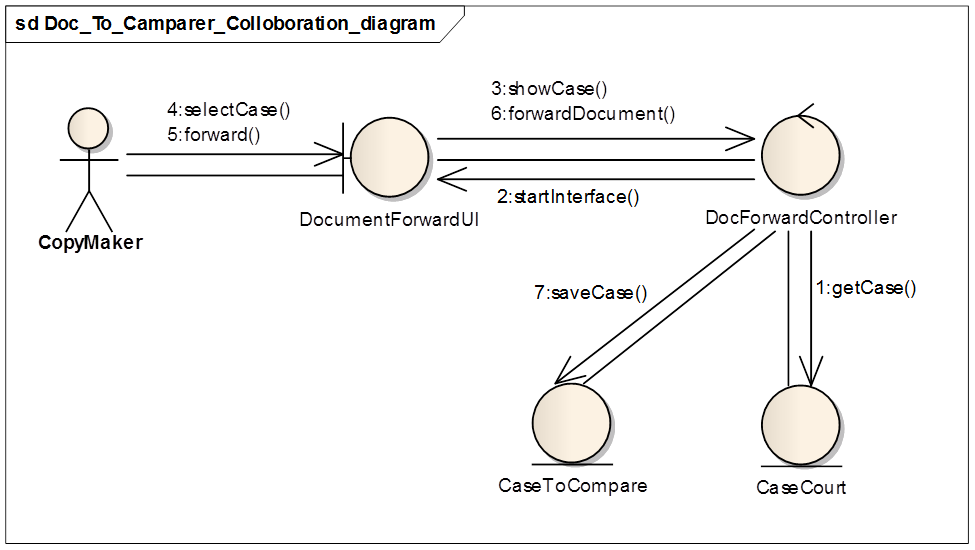 sd Doc_To_Camparer_Colloboration_diagram
3:showCase()
4:selectCase()
6:forwardDocument()
5:forward()
2:startInterface()
DocumentForwardUI
DocForwardController
CopyMaker
7:saveCase()
1:getCase()
CaseToCompare
CaseCourt